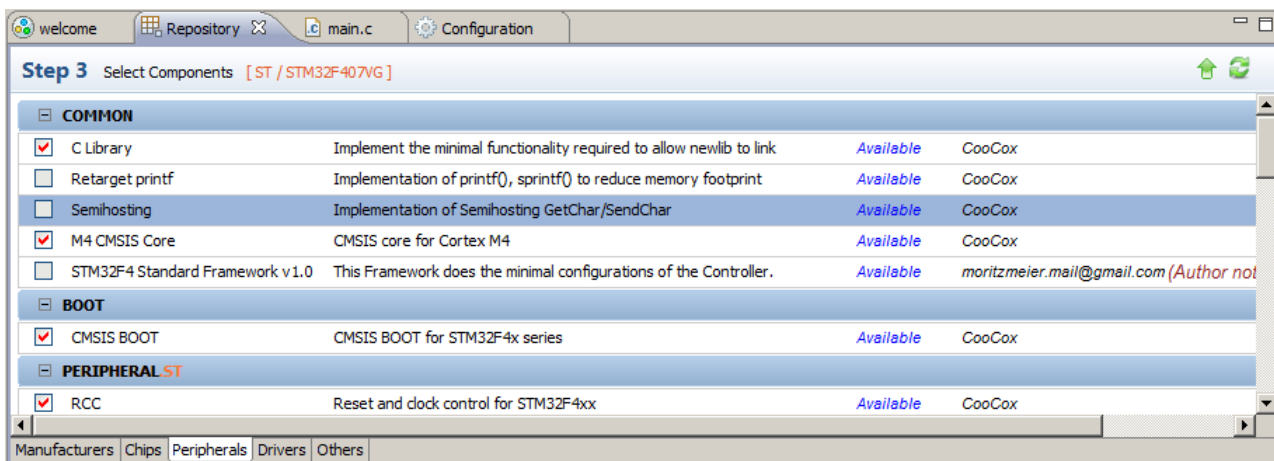 welcome Repository main.c Configuration
Step 3 Select Components [ ST / STM32F407VG ]
COMMON
C Library Implement the minimal functionality required to allow newlib to link Available CooCox
Retarget printf Implementation of printf(), sprintf() to reduce memory footprint Available CooCox
Semihosting Implementation of Semihosting GetChar/SendChar Available CooCox
M4 CMSIS Core CMSIS core for Cortex M4 Available CooCox
STM32F4 Standard Framework v1.0 This Framework does the minimal configurations of the Controller. Available moritzmeier.mail@gmail.com (Author not
BOOT
CMSIS BOOT CMSIS BOOT for STM32F4x series Available CooCox
PERIPHERAL.ST
RCC Reset and clock control for STM32F4xx Available CooCox
Manufacturers Chips Peripherals Drivers Others